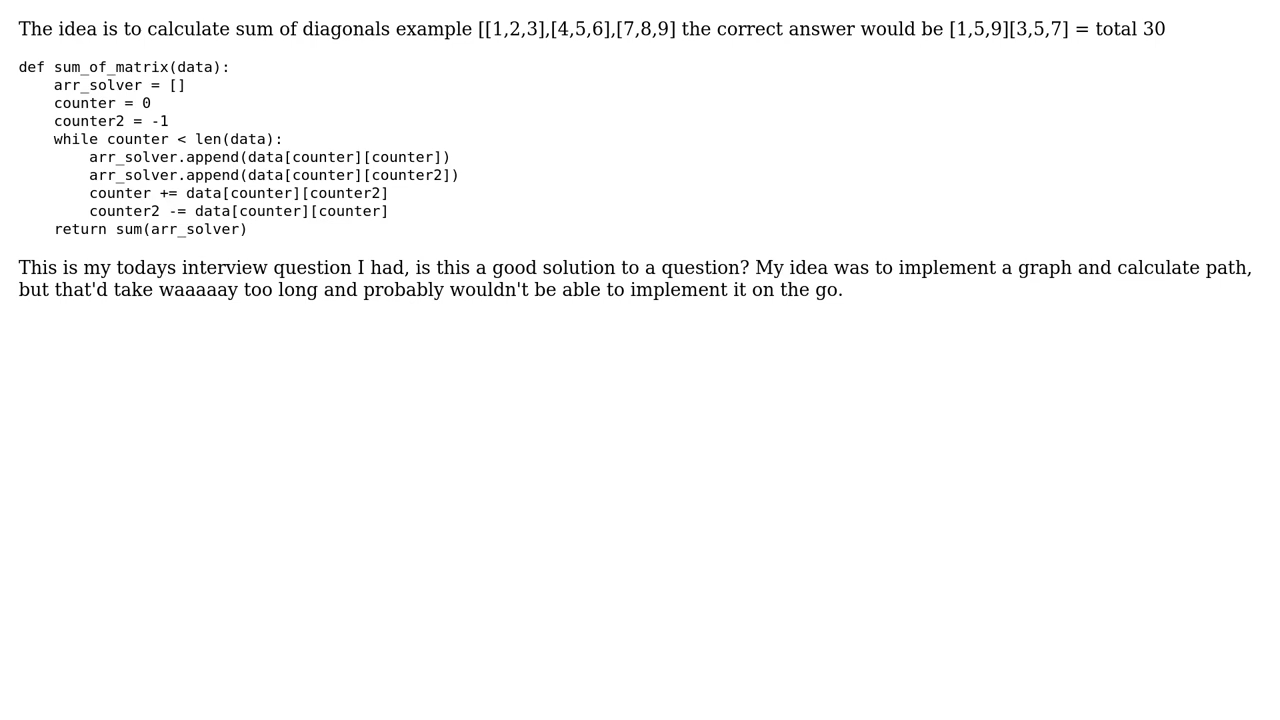 The idea is to calculate sum of diagonals example [[1,2,3],[4,5,6],[7,8,9] the correct answer would be [1,5,9][3,5,7] = total 30
def sum_of_matrix(data):
    arr_solver = []
    counter = 0
    counter2 = -1
    while counter < len(data):
        arr_solver.append(data[counter][counter])
        arr_solver.append(data[counter][counter2])
        counter += data[counter][counter2]
        counter2 -= data[counter][counter]
    return sum(arr_solver)
This is my todays interview question I had, is this a good solution to a question? My idea was to implement a graph and calculate path,
but that'd take waaaaay too long and probably wouldn't be able to implement it on the go.